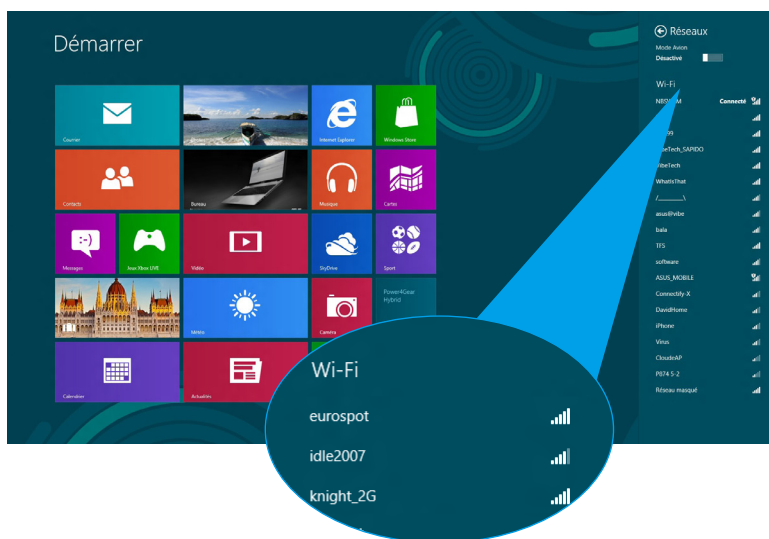 Démarrer
Courrier
Internet Explorer
Windows Store
Contacts
Bureau
Musique
Cartes
Messages
Jeux Xbox LIVE
Vidéo
SkyDrive
Sport
Météo
Caméra
Power4Gear
Hybrid
Calendrier
Actualités
Réseaux
Mode Avion
Désactivé
Wi-Fi
Connecté
VibeTech
WhatIsThat
/_____\
asus@vibe
bala
TFS
software
ASUS_MOBILE
Connectify-X
DavidHome
iPhone
Virus
CloudeAP
P874 5-2
Réseau masqué
Wi-Fi
eurospot
idle2007
knight_2G